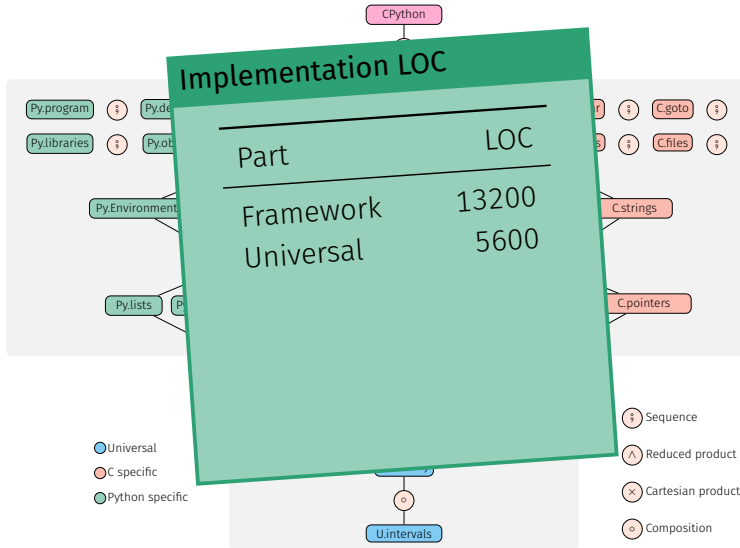 CPython
Implementation LOC
Part LOC
Framework 13200
Universal 5600
Py.program
C.goto
Py.libraries
C.files
Py.Environment
C.strings
Py.lists
C.pointers
Universal
C specific
Python specific
Sequence
Reduced product
Cartesian product
Composition
U.intervals